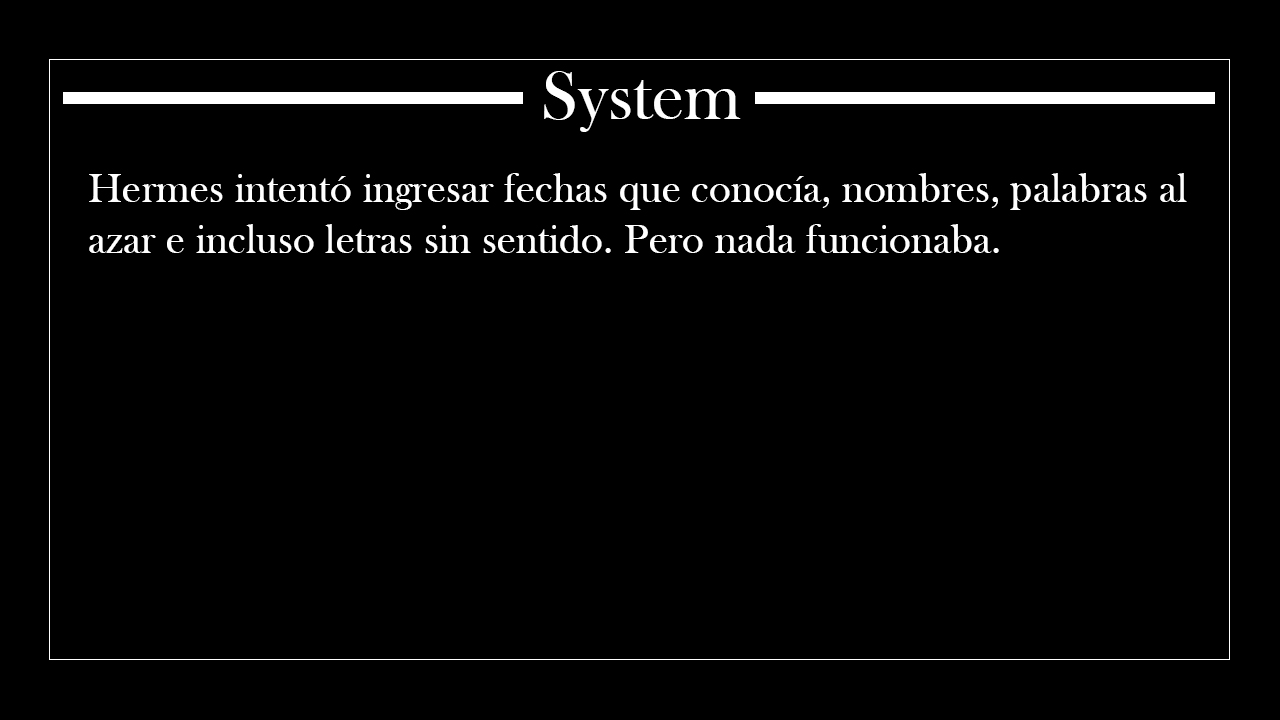 System
Hermes intentó ingresar fechas que conocía, nombres, palabras al
azar e incluso letras sin sentido. Pero nada funcionaba.